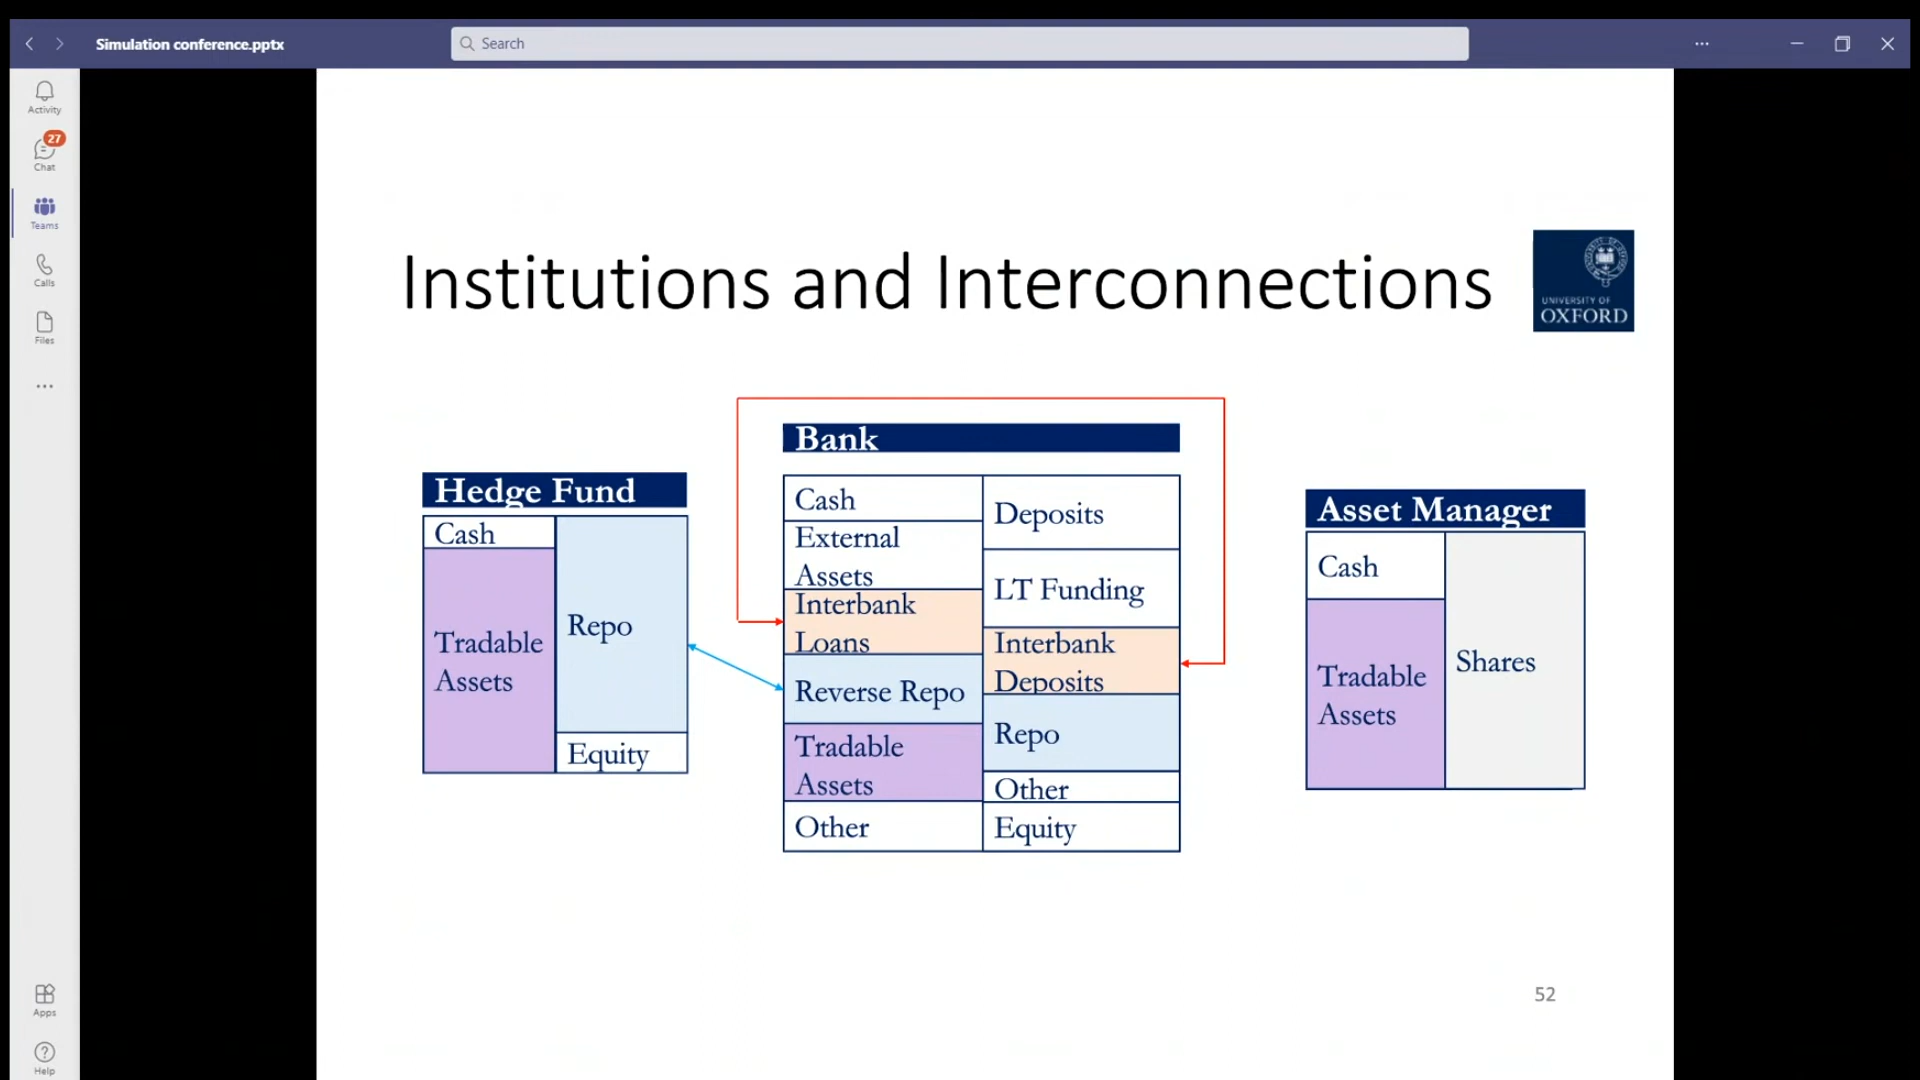 Simulation conference.pptx
Search
Activity
27
Chat
Teams
Calls
Files
Apps
Help
Institutions and Interconnections
UNIVERSITY OF
OXFORD
Hedge Fund
Cash
Tradable
Assets
Repo
Equity
Bank
Cash
External
Assets
Interbank
Loans
Reverse Repo
Tradable
Assets
Other
Deposits
LT Funding
Interbank
Deposits
Repo
Other
Equity
Asset Manager
Cash
Tradable
Assets
Shares
52